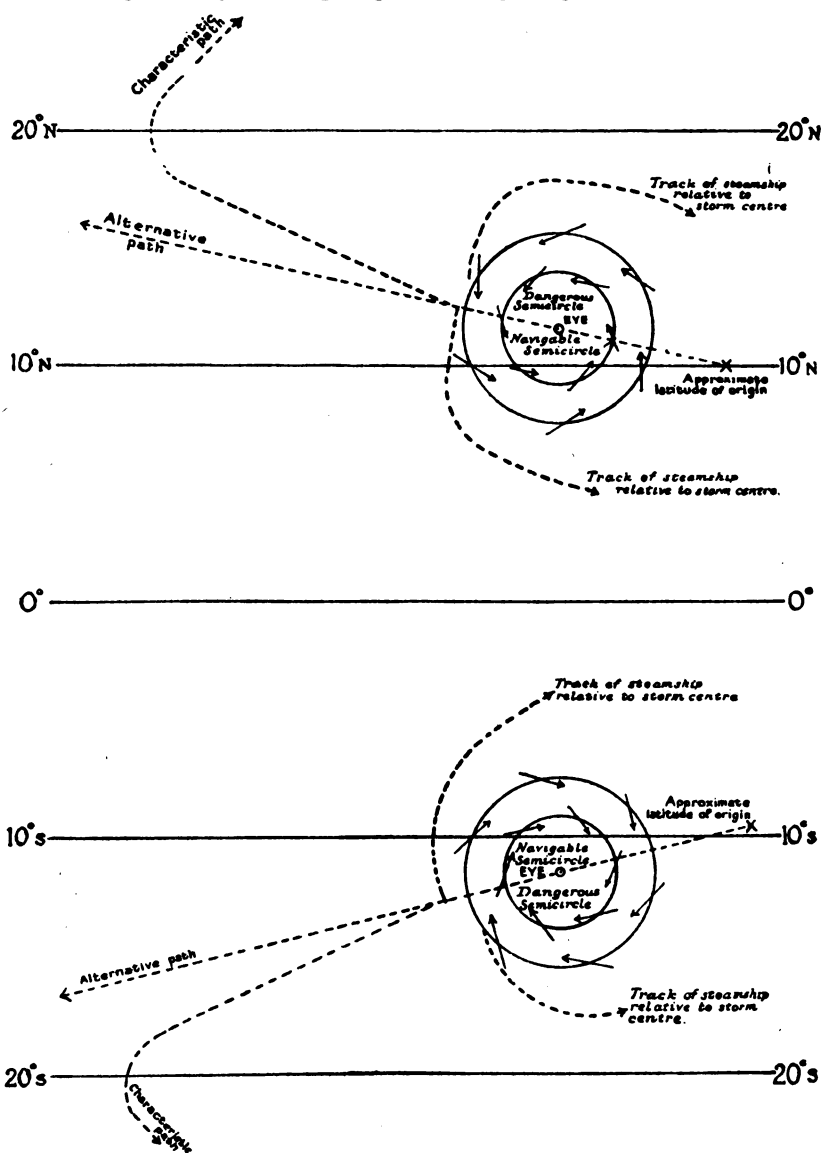 Characteristic
path
20°N
20°N
Track of steamship
relative to
storm centre
Alternative
path
Dangerous
Semicircle
EYE
Navigable
Semicircle
10°N
10°N
Approximate
latitude of origin
Track of steamship
relative to storm centre.
0°
0°
Track of steamship
relative to storm centre
Approximate
latitude of origin
10°S
10°S
Navigable
Semicircle
EYE
Dangerous
Semicircle
Alternative path
Track of steamship
relative to storm
centre.
20°S
20°S
Characteristic
path